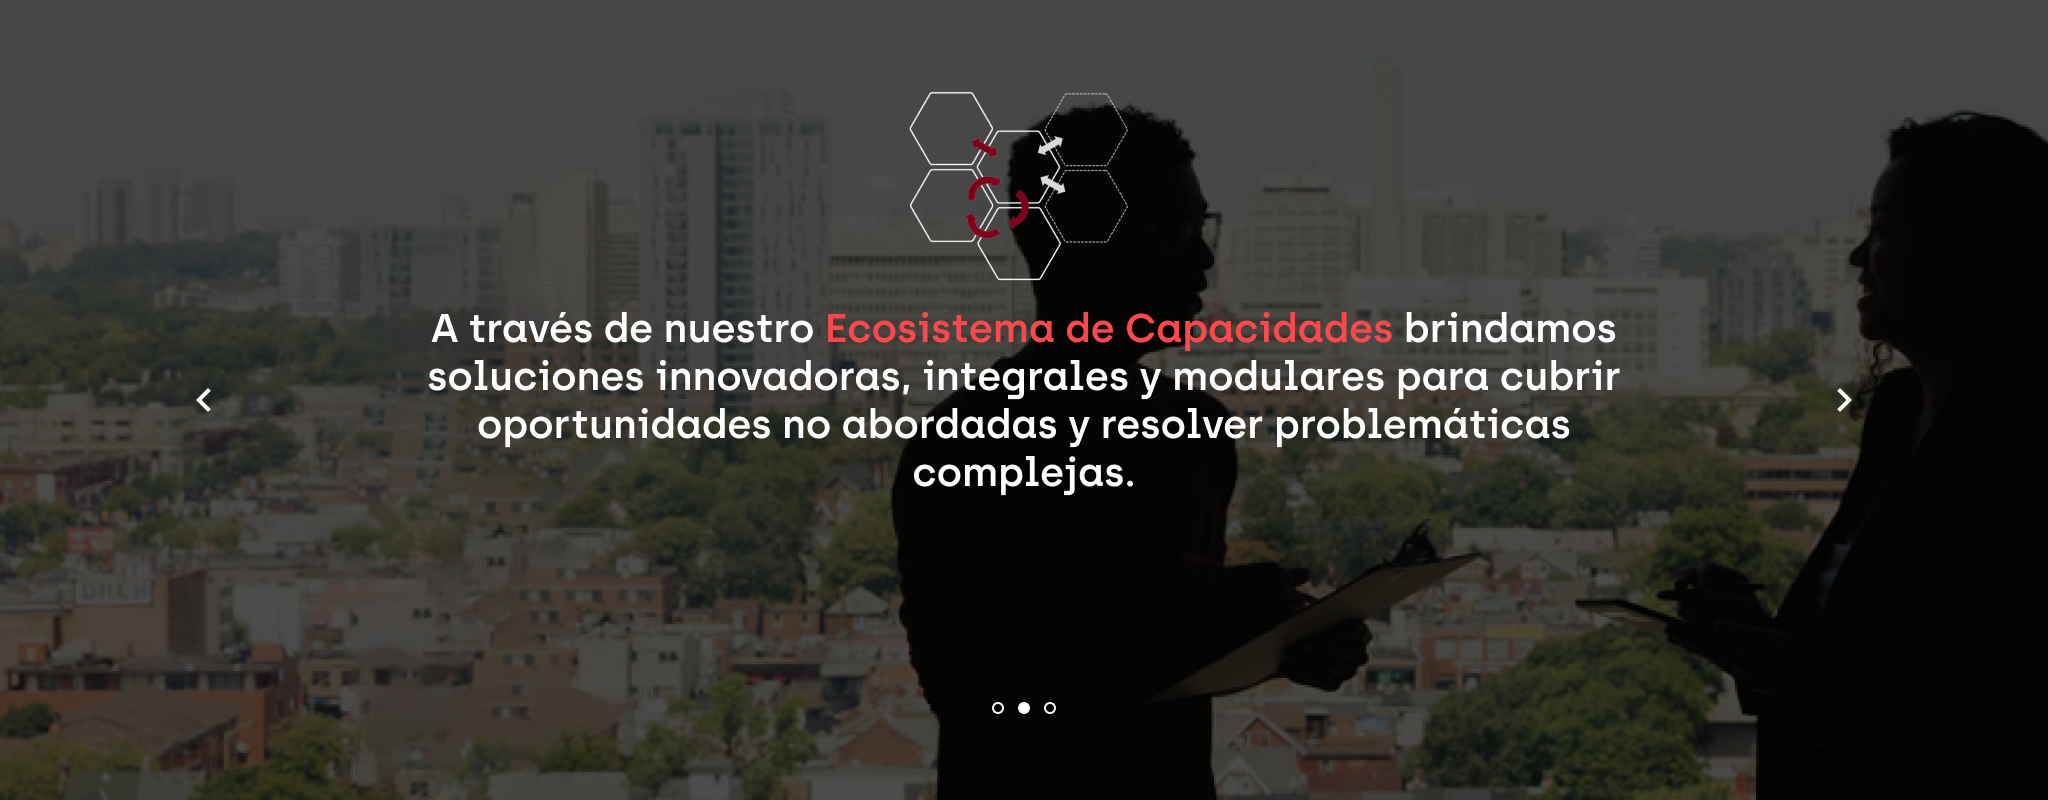 A través de nuestro Ecosistema de Capacidades brindamos
soluciones innovadoras, integrales y modulares para cubrir
oportunidades no abordadas y resolver problemáticas
complejas.